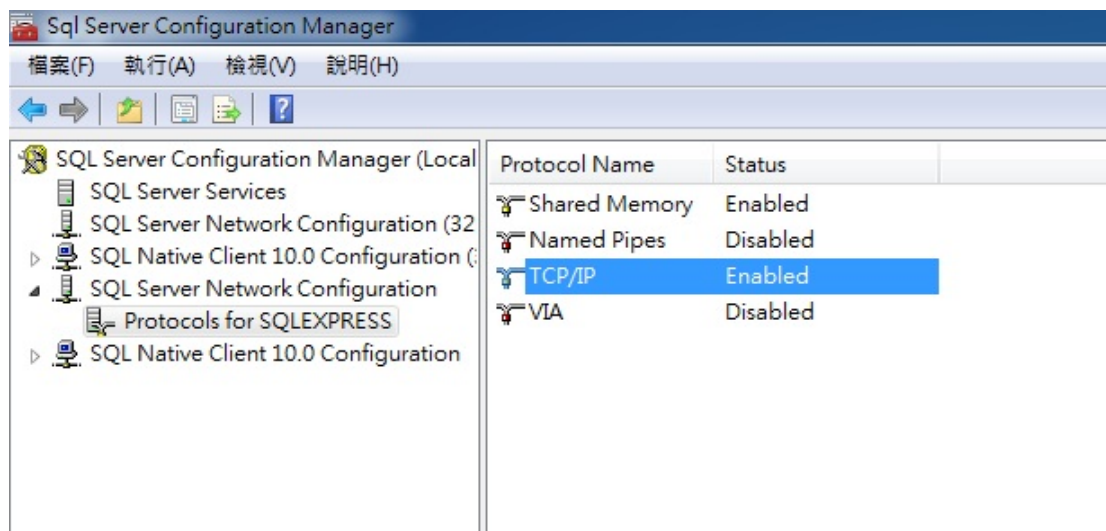 Sql Server Configuration Manager
檔案(F) 執行(A) 檢視(V) 說明(H)
SQL Server Configuration Manager (Local
SQL Server Services
SQL Server Network Configuration (32
SQL Native Client 10.0 Configuration (
SQL Server Network Configuration
Protocols for SQLEXPRESS
SQL Native Client 10.0 Configuration
Protocol Name Status
Shared Memory Enabled
Named Pipes Disabled
TCP/IP Enabled
VIA Disabled